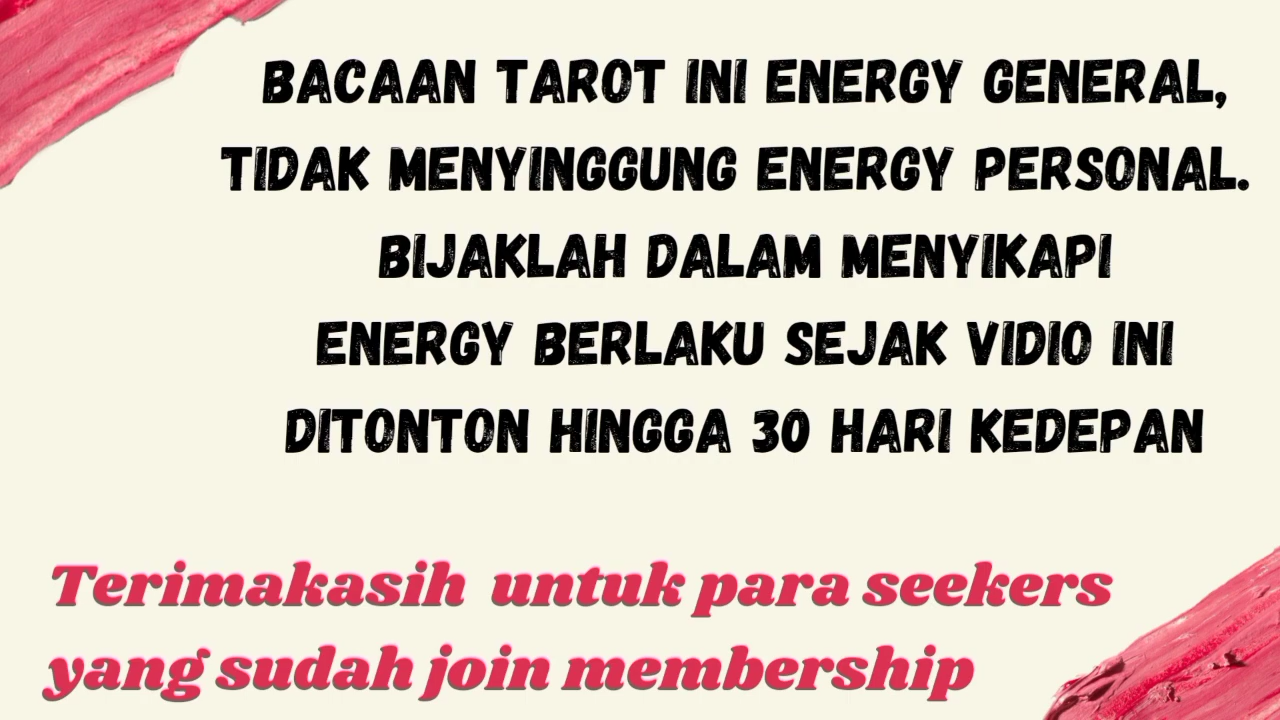 BACAAN TAROT INI ENERGY GENERAL,
TIDAK MENYINGGUNG ENERGY PERSONAL.
BIJAKLAH DALAM MENYIKAPI
ENERGY BERLAKU SEJAK VIDIO INI
DITONTON HINGGA 30 HARI KEDEPAN
Terimakasih untuk para seekers
yang sudah join membership